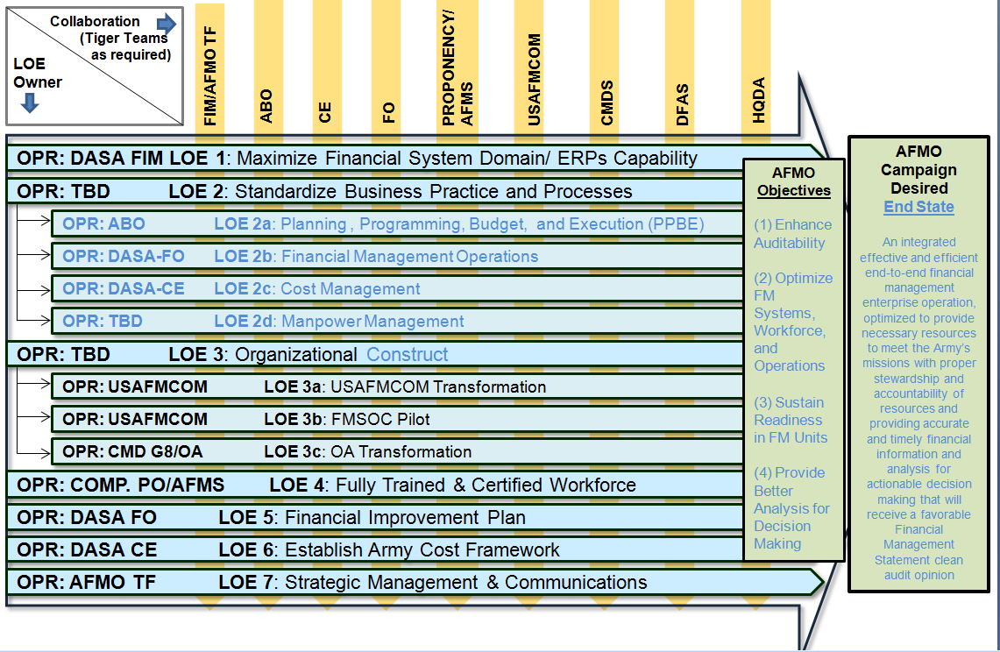 Collaboration
(Tiger Teams
as required)
LOE
Owner
FIM/AFMO TF
ABO
CE
FO
PROPONENCY/
AFMS
USAFMCOM
CMDS
DFAS
HQDA
OPR: DASA FIM LOE 1: Maximize Financial System Domain/ ERPs Capability
OPR: TBD LOE 2: Standardize Business Practice and Processes
OPR: ABO LOE 2a: Planning , Programming, Budget, and Execution (PPBE)
OPR: DASA-FO LOE 2b: Financial Management Operations
OPR: DASA-CE LOE 2c: Cost Management
OPR: TBD LOE 2d: Manpower Management
OPR: TBD LOE 3: Organizational Construct
OPR: USAFMCOM LOE 3a: USAFMCOM Transformation
OPR: USAFMCOM LOE 3b: FMSOC Pilot
OPR: CMD G8/OA LOE 3c: OA Transformation
OPR: COMP. PO/AFMS LOE 4: Fully Trained & Certified Workforce
OPR: DASA FO LOE 5: Financial Improvement Plan
OPR: DASA CE LOE 6: Establish Army Cost Framework
OPR: AFMO TF LOE 7: Strategic Management & Communications
AFMO
Objectives
(1) Enhance
Auditability
(2) Optimize
FM
Systems,
Workforce,
and
Operations
(3) Sustain
Readiness
in FM Units
(4) Provide
Better
Analysis for
Decision
Making
AFMO
Campaign
Desired
End State
An integrated
effective and efficient
end-to-end financial
management
enterprise operation,
optimized to provide
necessary resources
to meet the Army's
missions with proper
stewardship and
accountability of
resources and
providing accurate
and timely financial
information and
analysis for
actionable decision
making that will
receive a favorable
Financial
Management
Statement clean
audit opinion